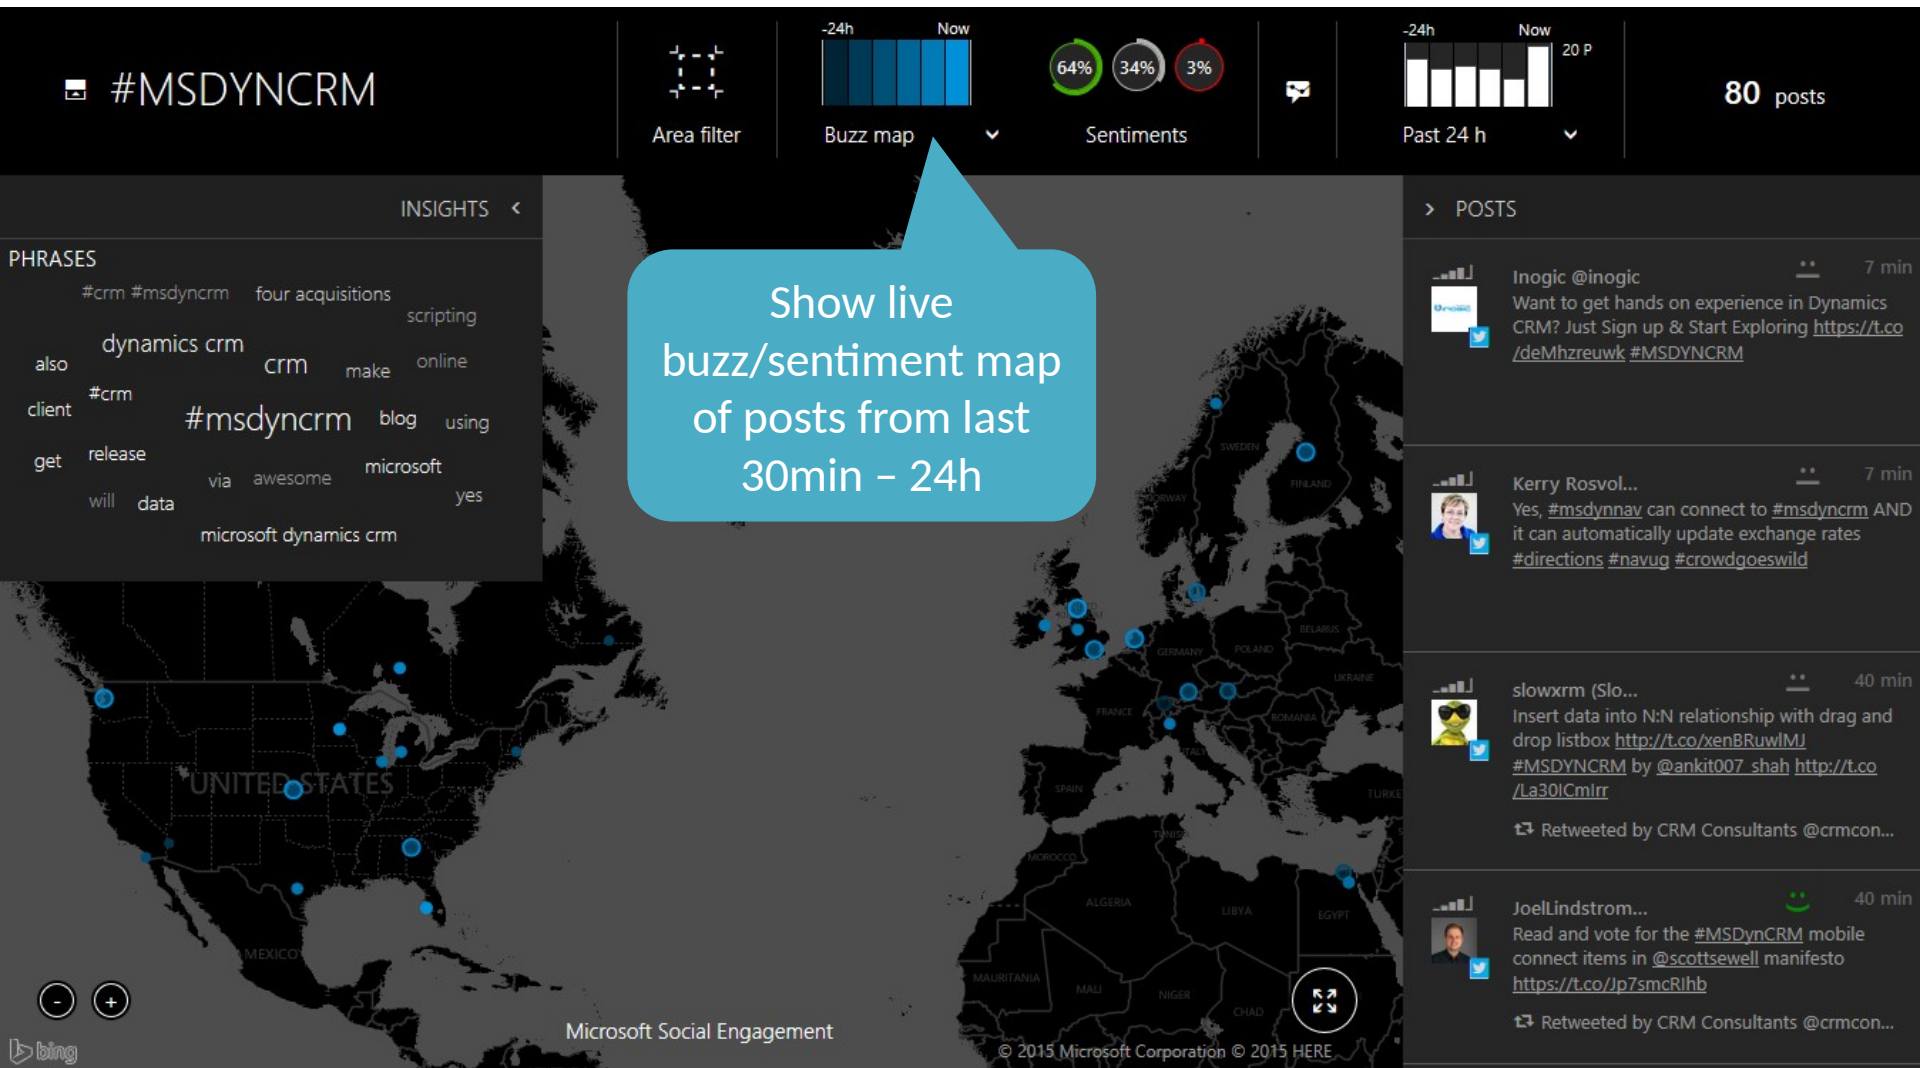 #MSDYNCRM
Area filter
-24h Now
Buzz map
64% 34% 3%
Sentiments
-24h Now
20 P
Past 24 h
80 posts
INSIGHTS
PHRASES
#crm #msdyncrm four acquisitions
scripting
dynamics crm
also crm make online
#crm
client #msdyncrm blog using
get release
via awesome microsoft
will data yes
microsoft dynamics crm
Show live
buzz/sentiment map
of posts from last
30min – 24h
POSTS
Inogic @inogic 7 min
Want to get hands on experience in Dynamics
CRM? Just Sign up & Start Exploring https://t.co
/deMhzreuwk #MSDYNCRM
Kerry Rosvol... 7 min
Yes, #msdynnav can connect to #msdyncrm AND
it can automatically update exchange rates
#directions #navug #crowdgoeswild
slowxrm (Slo... 40 min
Insert data into N:N relationship with drag and
drop listbox http://t.co/xenBRuwlMJ
#MSDYNCRM by @ankit007_shah http://t.co
/La30ICmIrr
Retweeted by CRM Consultants @crmcon...
JoelLindstrom... 40 min
Read and vote for the #MSDynCRM mobile
connect items in @scottsewell manifesto
https://t.co/Jp7smcRIhb
Retweeted by CRM Consultants @crmcon...
SWEDEN
FINLAND
NORWAY
BELARUS
GERMANY
POLAND
UKRAINE
FRANCE
ROMANIA
ITALY
SPAIN
TURKE
TUNIS
MOROCCO
ALGERIA
LIBYA
EGYPT
MAURITANIA
MALI
NIGER
CHAD
UNITED STATES
MEXICO
- +
bing
Microsoft Social Engagement
© 2015 Microsoft Corporation © 2015 HERE